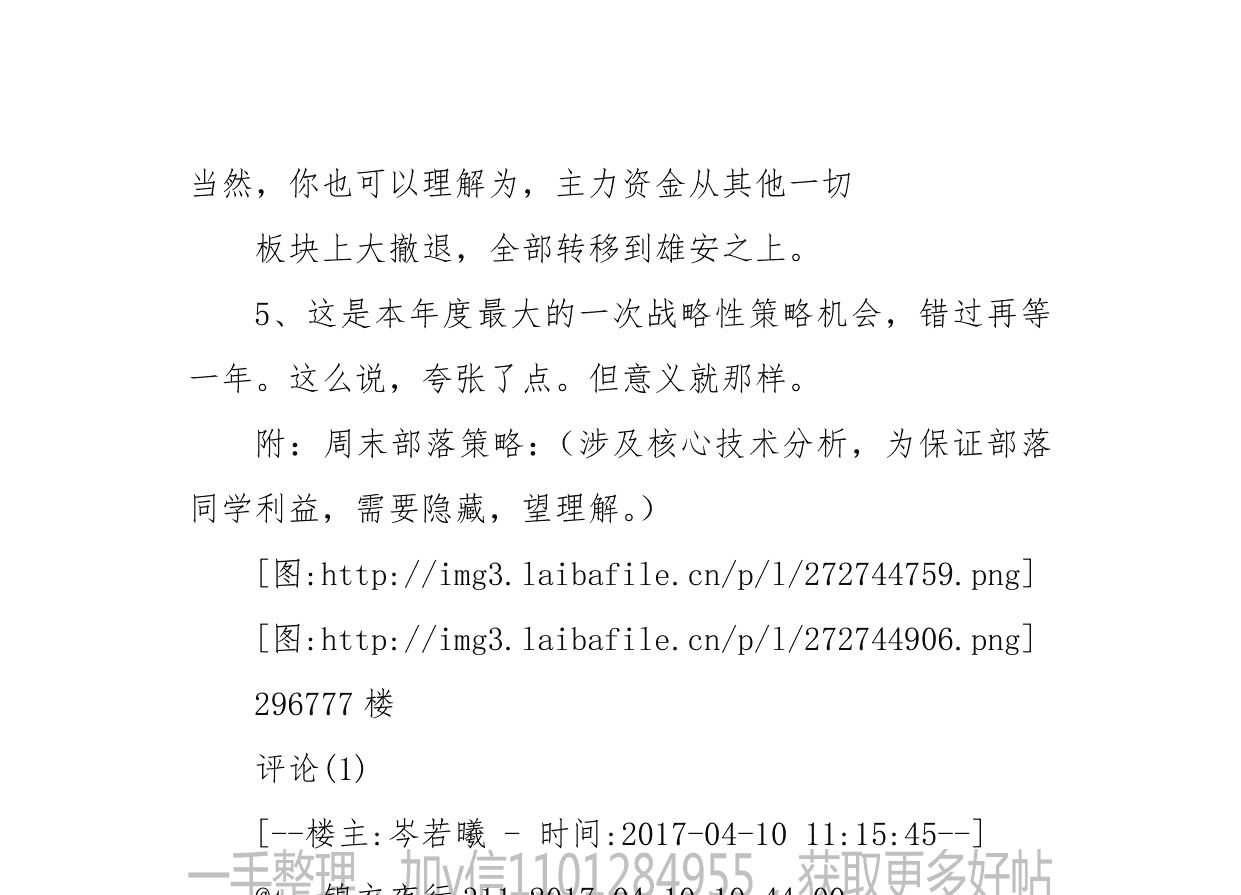 当然，你也可以理解为，主力资金从其他一切
板块上大撤退，全部转移到雄安之上。
5、这是本年度最大的一次战略性策略机会，错过再等
一年。这么说，夸张了点。但意义就那样。
附：周末部落策略：（涉及核心技术分析，为保证部落
同学利益，需要隐藏，望理解。）
[图:http://img3.laibafile.cn/p/l/272744759.png]
[图:http://img3.laibafile.cn/p/l/272744906.png]
296777 楼
评论(1)
[--楼主:岑若曦 - 时间:2017-04-10 11:15:45--]
一手整理 加v信1101284955 获取更多好帖